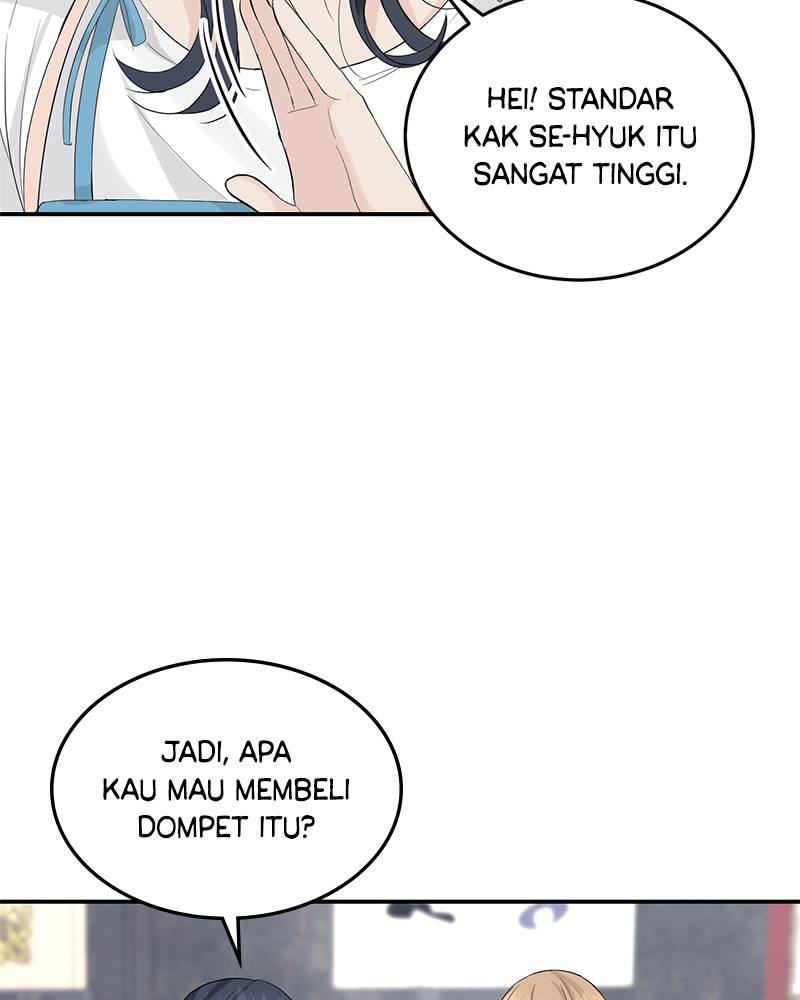 HEI! STANDAR
KAK SE-HYUK ITU
SANGAT TINGGI.
JADI, APA
KAU MAU MEMBELI
DOMPET ITU?